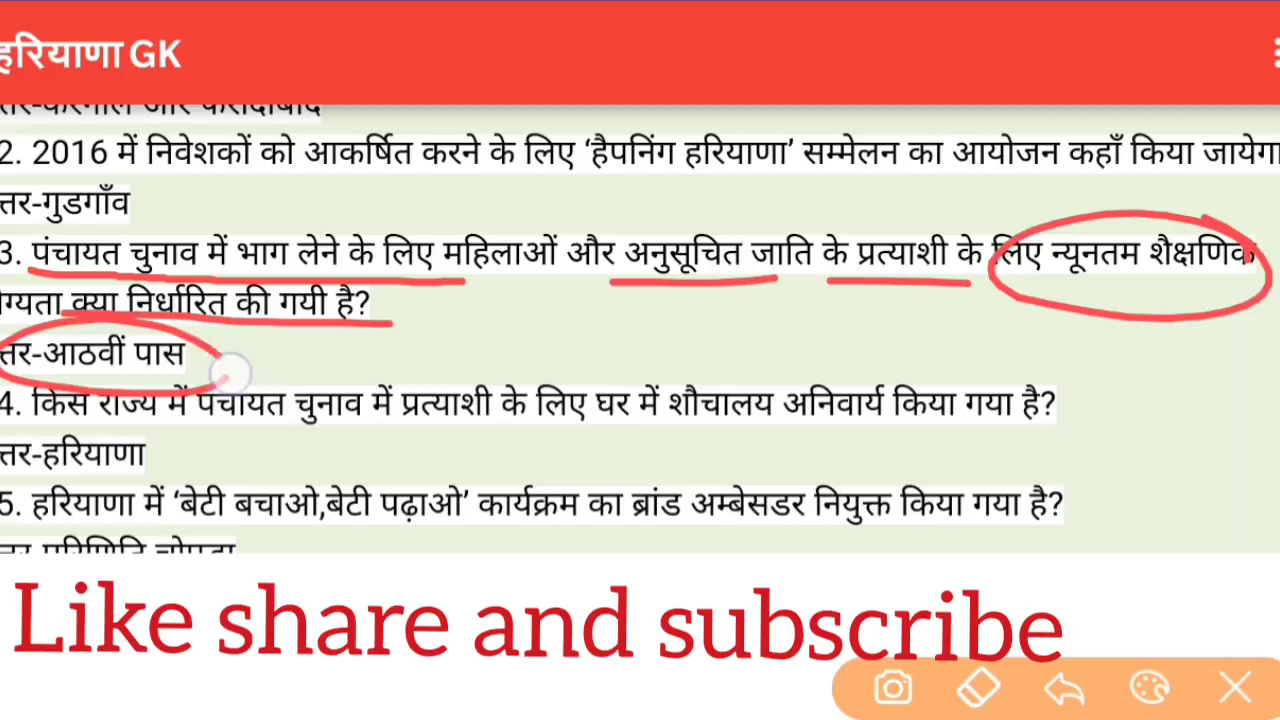 हरियाणा GK
2. 2016 में निवेशकों को आकर्षित करने के लिए ‘हैपनिंग हरियाणा’ सम्मेलन का आयोजन कहाँ किया जायेगा
त्तर-गुडगाँव
3. पंचायत चुनाव में भाग लेने के लिए महिलाओं और अनुसूचित जाति के प्रत्याशी के लिए न्यूनतम शैक्षणिक
ग्यता क्या निर्धारित की गयी है?
त्तर-आठवीं पास
4. किस राज्य में पंचायत चुनाव में प्रत्याशी के लिए घर में शौचालय अनिवार्य किया गया है?
त्तर-हरियाणा
5. हरियाणा में ‘बेटी बचाओ,बेटी पढ़ाओ’ कार्यक्रम का ब्रांड अम्बेसडर नियुक्त किया गया है?
Like share and subscribe